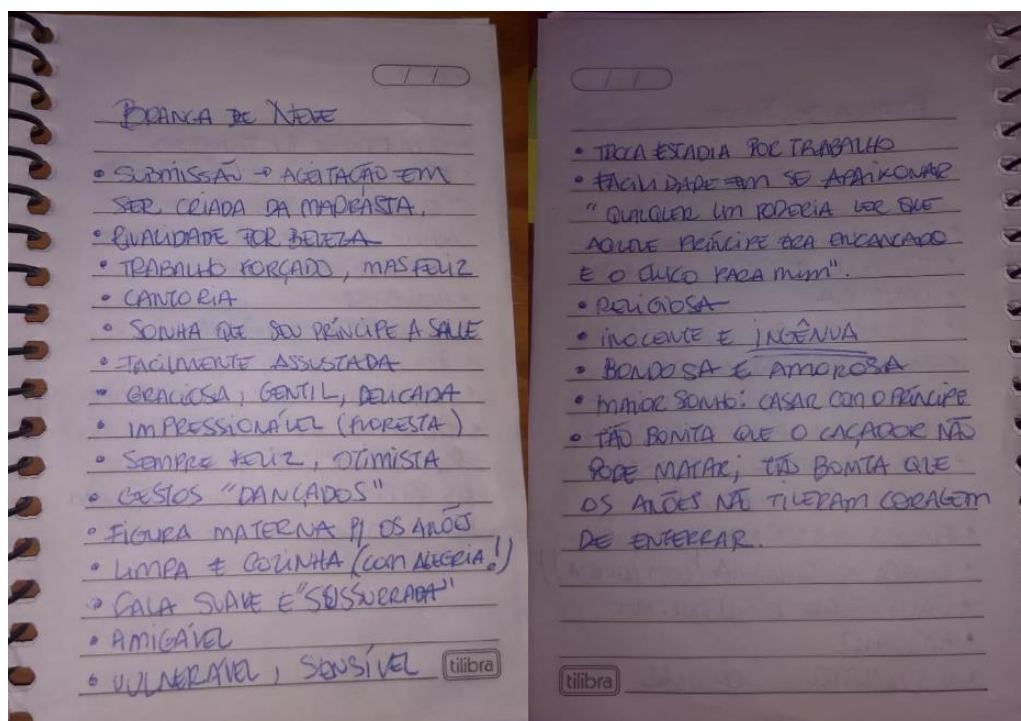 BRANCA DE NEVE
• SUBMISSÃO → ACEITAÇÃO EM
SER CRIADA DA MADRASTA.
• RIVALIDADE POR BELEZA
• TRABALHO FORÇADO, MAS FELIZ
• CANTORIA
• SONHA QUE SEU PRÍNCIPE A SALVE
• FACILMENTE ASSUSTADA
• GRACIOSA, GENTIL, DELICADA
• IMPRESSIONÁVEL (FLORESTA)
• SEMPRE FELIZ, OTIMISTA
• GESTOS "DANÇADOS"
• FIGURA MATERNA P/ OS ANÕES
• LIMPA E COZINHA (COM ALEGRIA!)
• FALA SUAVE E "SUSSURRADA"
• AMIGÁVEL
• VULNERÁVEL, SENSÍVEL
tilibra
• TROCA ESTADIA POR TRABALHO
• FACILIDADE EM SE APAIXONAR
"QUALQUER UM PODERIA VER QUE
AQUELE PRÍNCIPE ERA ENCANCADO
E O ÚNICO PARA MIM".
• RELIGIOSA
• INOCENTE E INGÊNUA
• BONDOSA E AMOROSA
• MAIOR SONHO: CASAR COM O PRÍNCIPE
• TÃO BONITA QUE O CAÇADOR NÃO
PODE MATAR; TÃO BONITA QUE
OS ANÕES NÃO TIVERAM CORAGEM
DE ENTERRAR.
tilibra